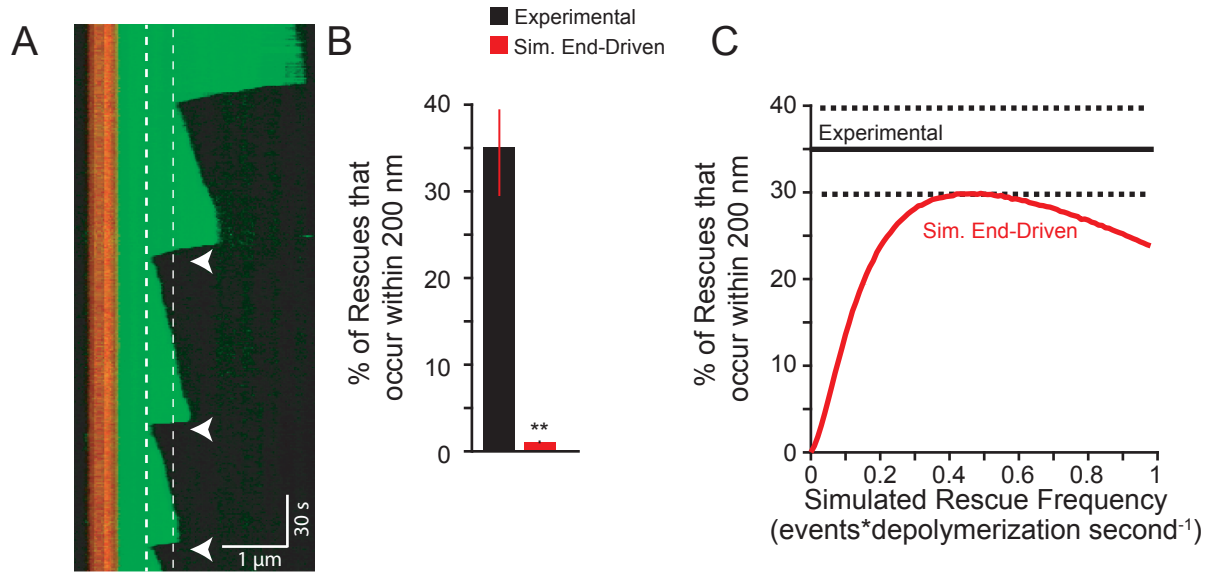 A
1 μm
30 s
B
Experimental
Sim. End-Driven
% of Rescues that
occur within 200 nm
40
30
20
10
0
**
C
% of Rescues that
occur within 200 nm
40
30
20
10
0
Experimental
Sim. End-Driven
0 0.2 0.4 0.6 0.8 1
Simulated Rescue Frequency
(events*depolymerization second⁻¹)